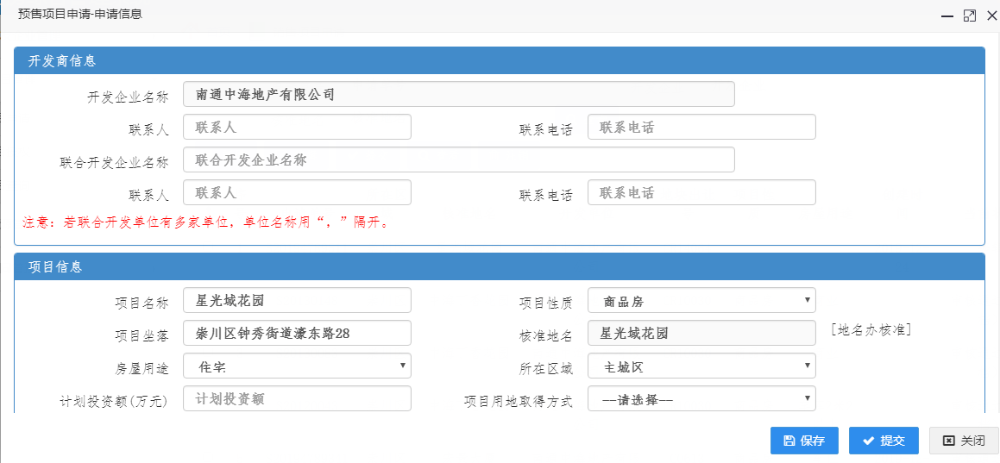 预售项目申请-申请信息
开发商信息
开发企业名称 南通中海地产有限公司
联系人 联系人 联系电话 联系电话
联合开发企业名称 联合开发企业名称
联系人 联系人 联系电话 联系电话
注意：若联合开发单位有多家单位，单位名称用“，”隔开。
项目信息
项目名称 星光域花园 项目性质 商品房
项目坐落 崇川区钟秀街道濠东路28 核准地名 星光域花园 [地名办核准]
房屋用途 住宅 所在区域 主城区
计划投资额(万元) 计划投资额 项目用地取得方式 --请选择--
保存 提交 关闭